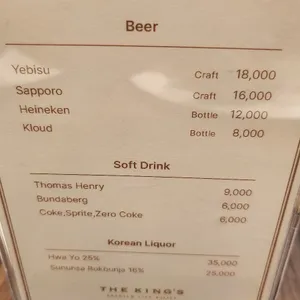 Beer
Yebisu Craft 18,000
Sapporo Craft 16,000
Heineken Bottle 12,000
Kloud Bottle 8,000
Soft Drink
Thomas Henry 9,000
Bundaberg 6,000
Coke,Sprite,Zero Coke 6,000
Korean Liquor
Hwa Yo 25% 35,000
Bokbunja 16% 25,000
THE KING'S